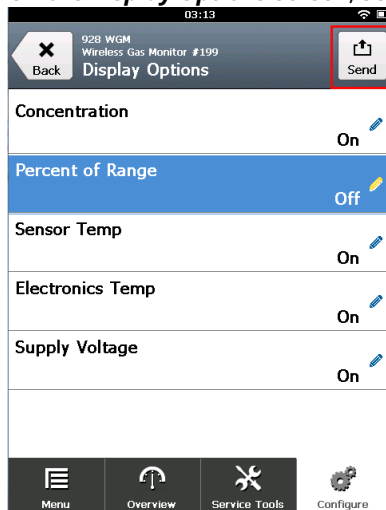 03:13
928 WGM
Wireless Gas Monitor #199
Display Options
Back
Send
Concentration
On
Percent of Range
Off
Sensor Temp
On
Electronics Temp
On
Supply Voltage
On
Menu
Overview
Service Tools
Configure